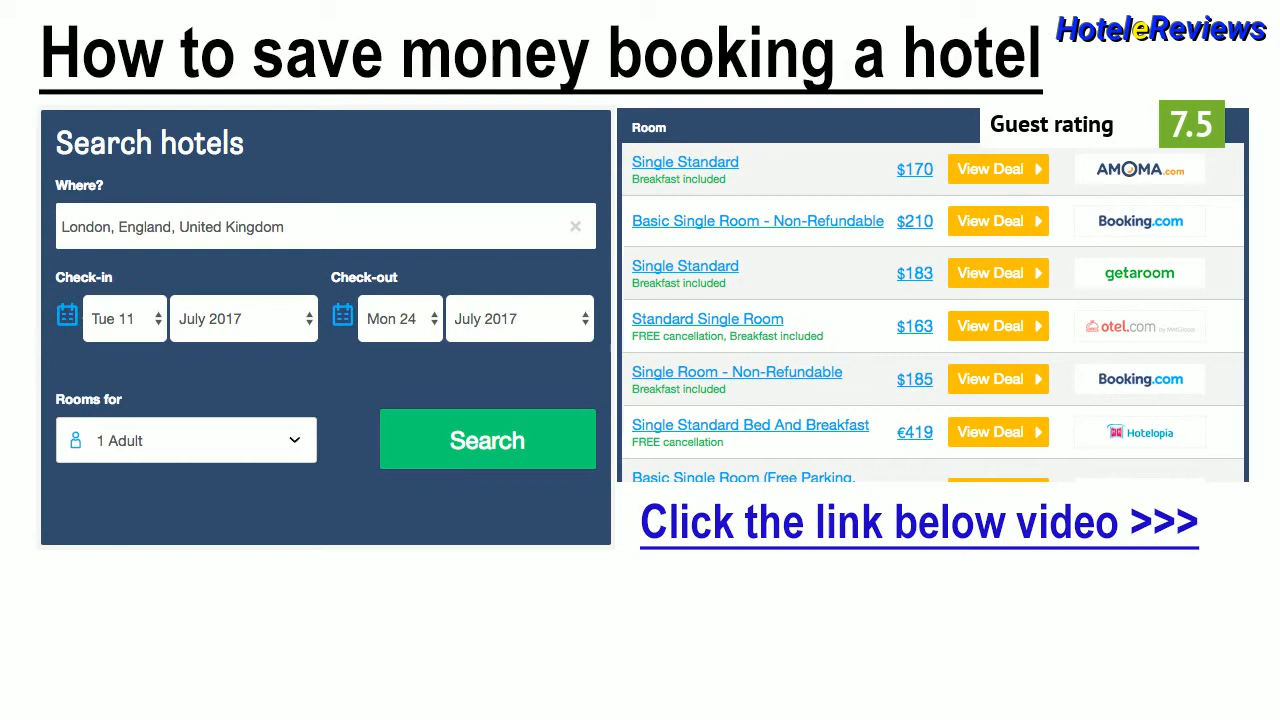 How to save money booking a hotel
HoteleReviews
Search hotels
Where?
London, England, United Kingdom
Check-in
Check-out
Tue 11
July 2017
Mon 24
July 2017
Rooms for
1 Adult
Search
Room
Guest rating
7.5
Single Standard
Breakfast included
$170
View Deal
AMOMA.com
Basic Single Room - Non-Refundable
$210
View Deal
Booking.com
Single Standard
Breakfast included
$183
View Deal
getaroom
Standard Single Room
FREE cancellation, Breakfast included
$163
View Deal
otel.com
Single Room - Non-Refundable
Breakfast included
$185
View Deal
Booking.com
Single Standard Bed And Breakfast
FREE cancellation
€419
View Deal
Hotelopia
Basic Single Room (Free Parking,
Click the link below video >>>